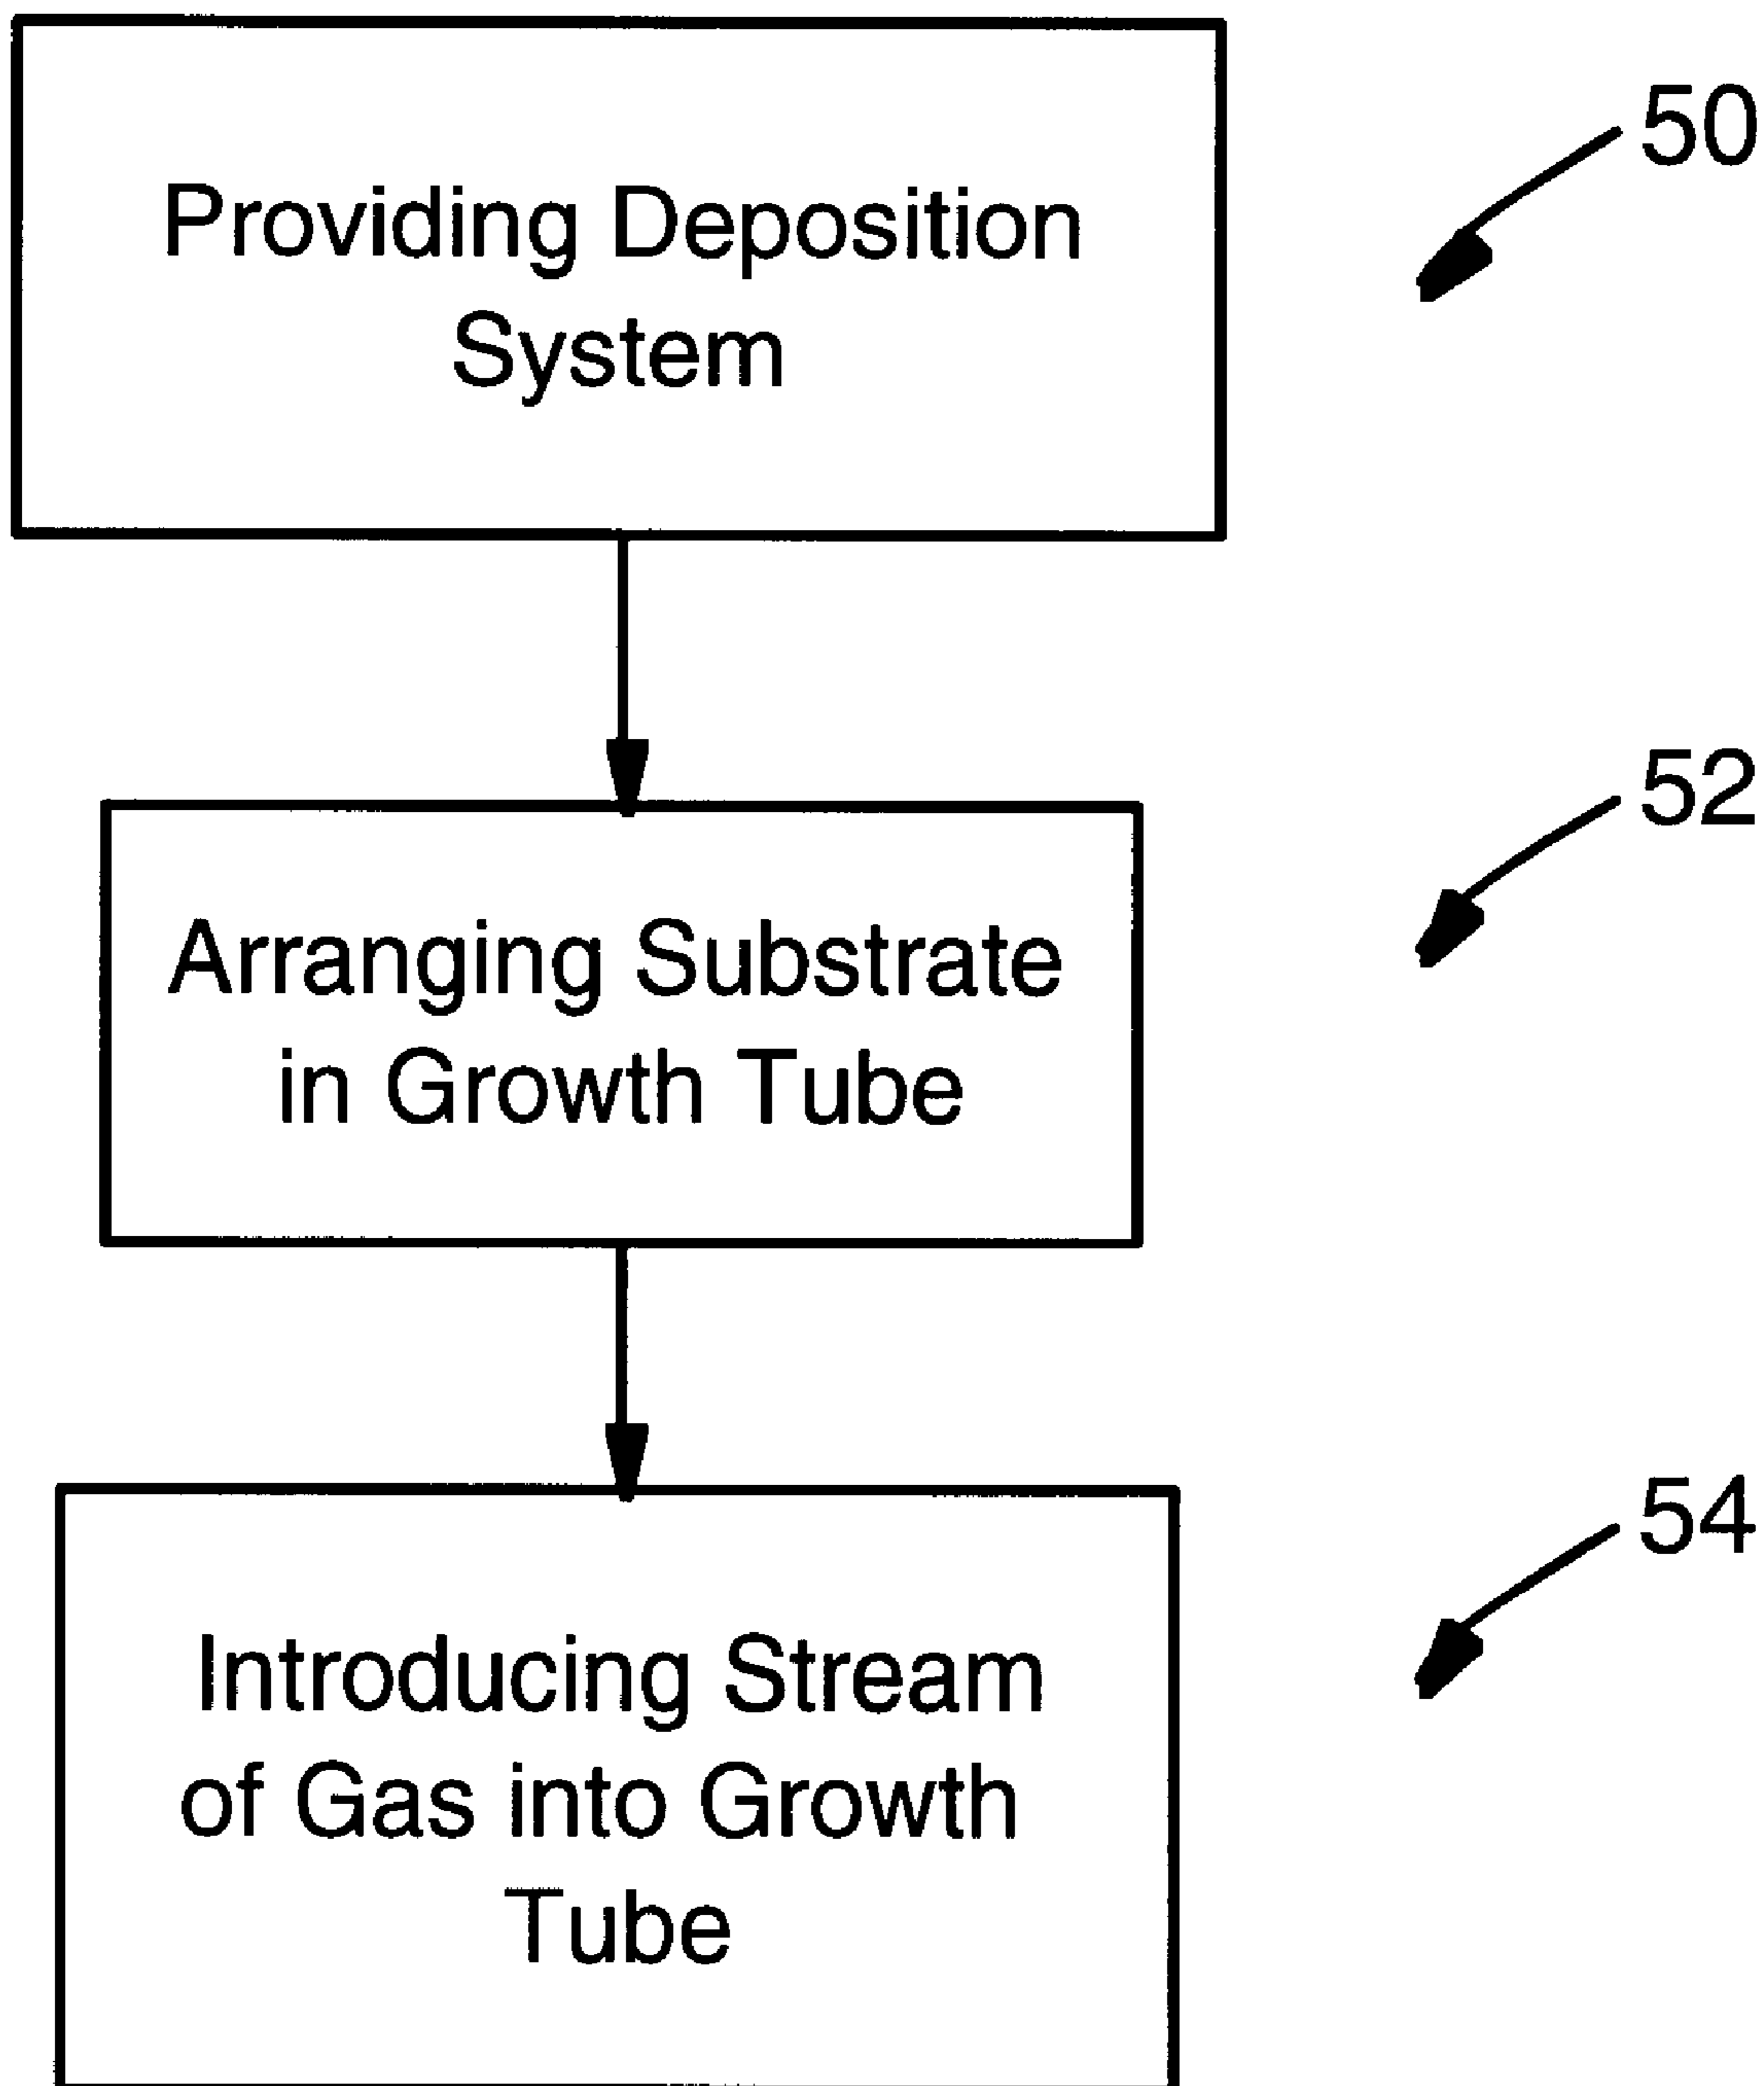 Providing Deposition
System
50
Arranging Substrate
in Growth Tube
52
Introducing Stream
of Gas into Growth
Tube
54